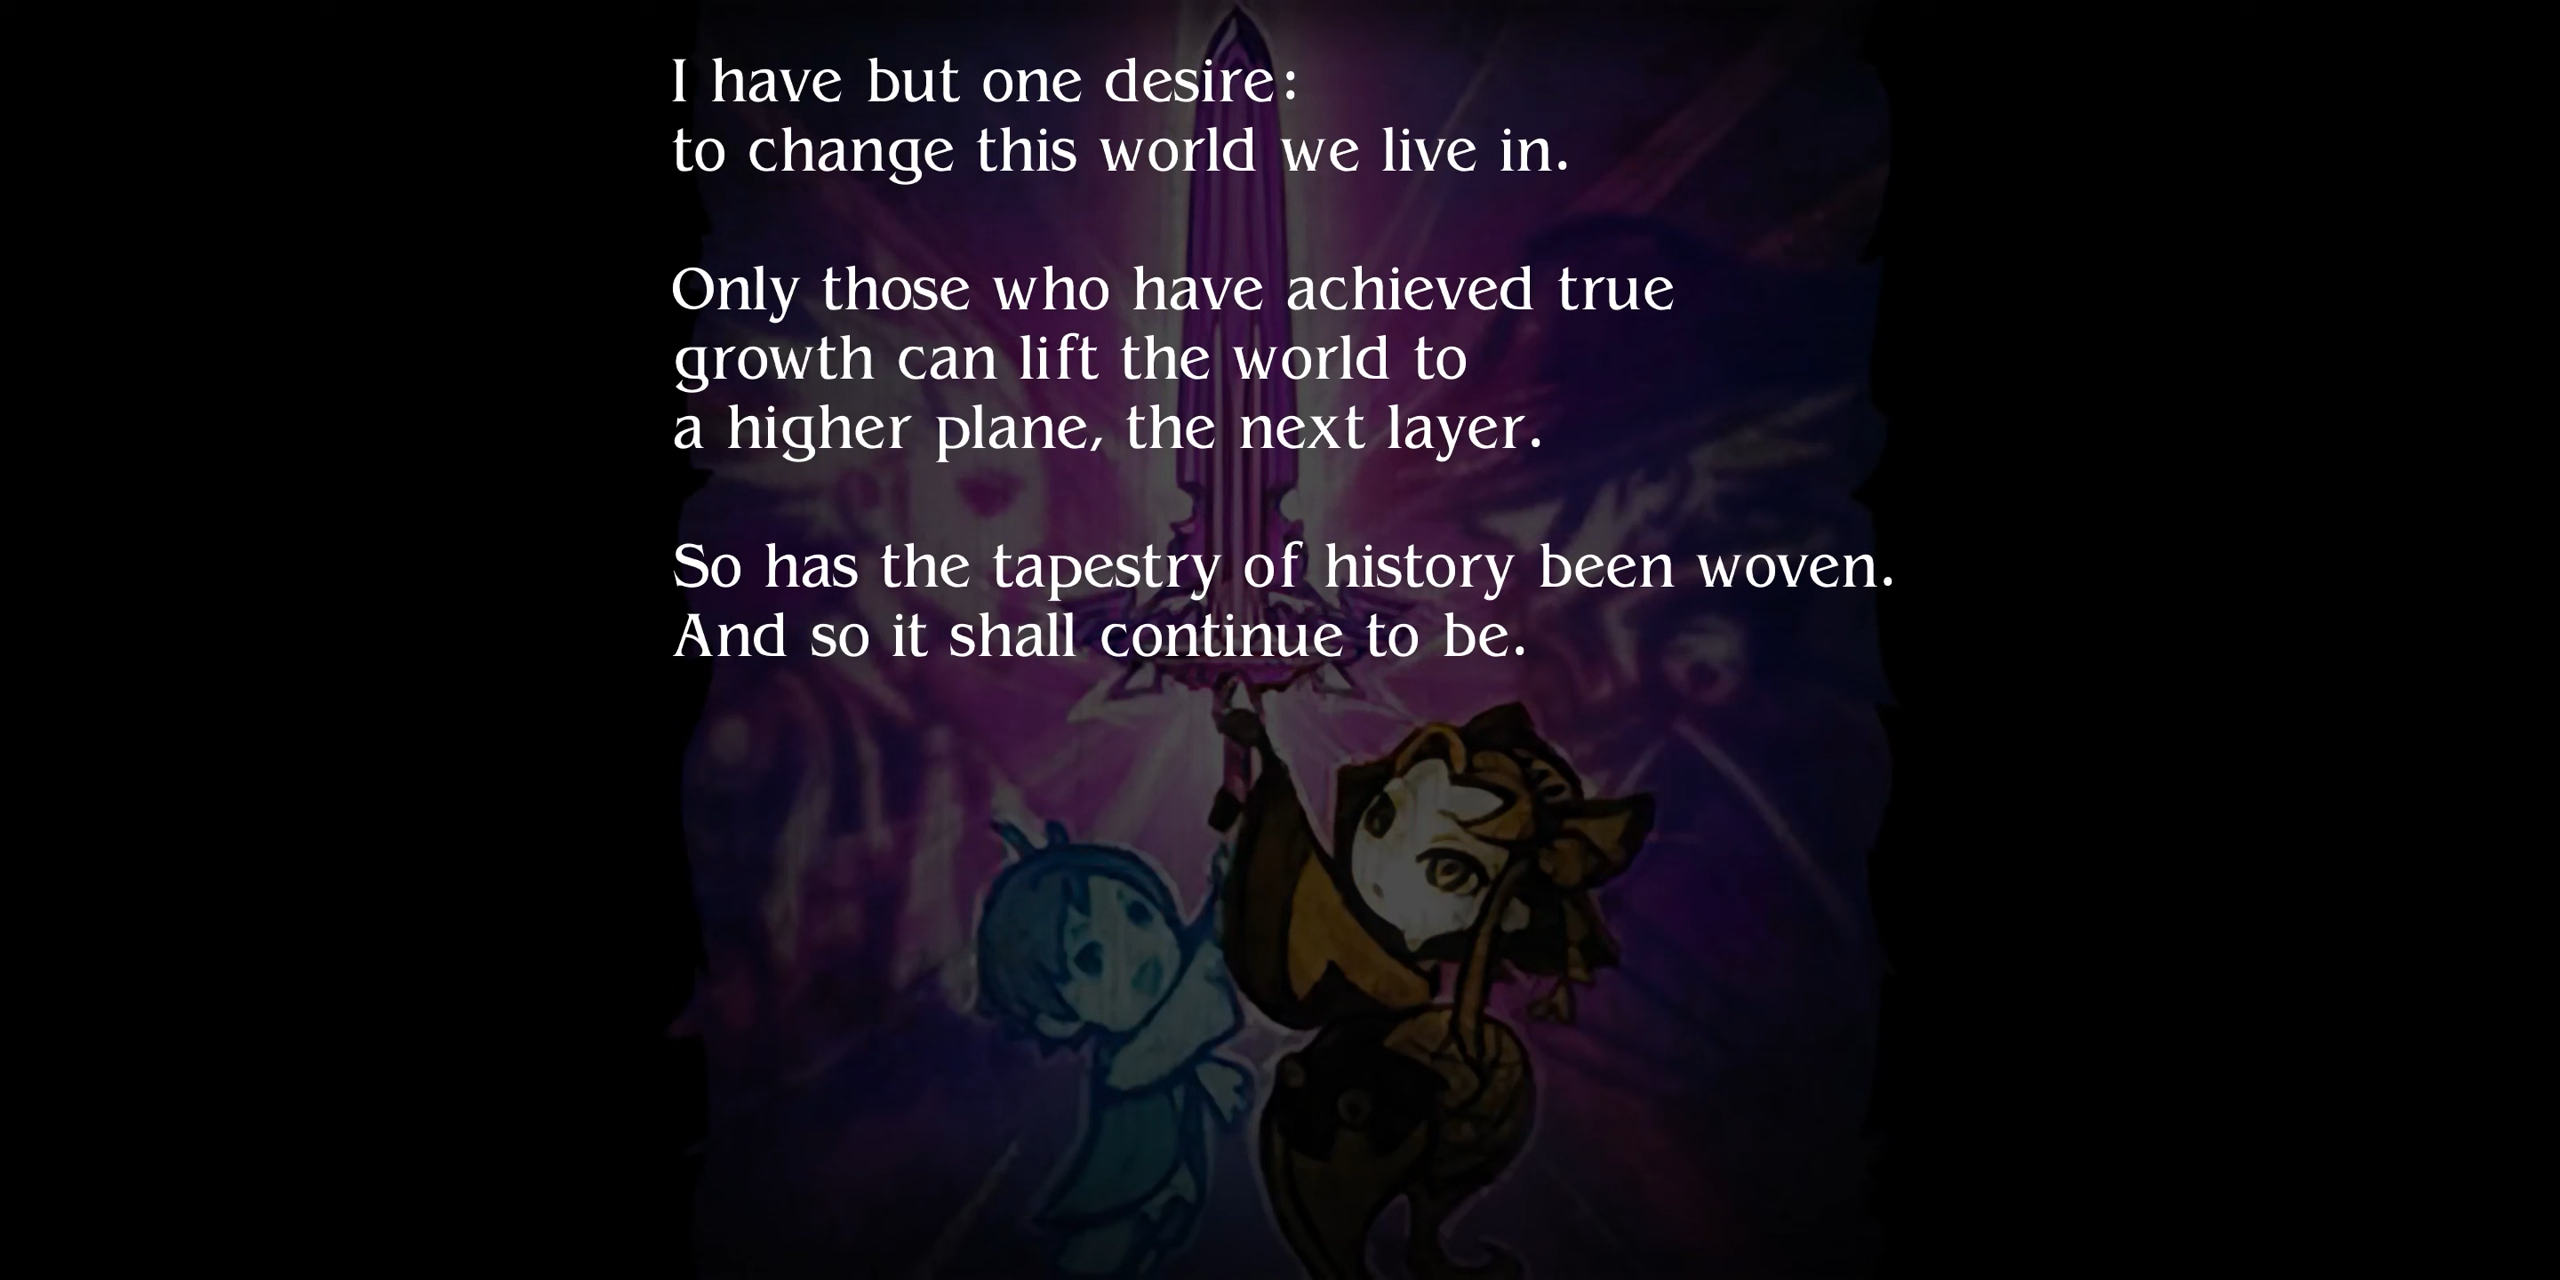 I have but one desire:
to change this world we live in.
Only those who have achieved true
growth can lift the world to
a higher plane, the next layer.
So has the tapestry of history been woven.
And so it shall continue to be.